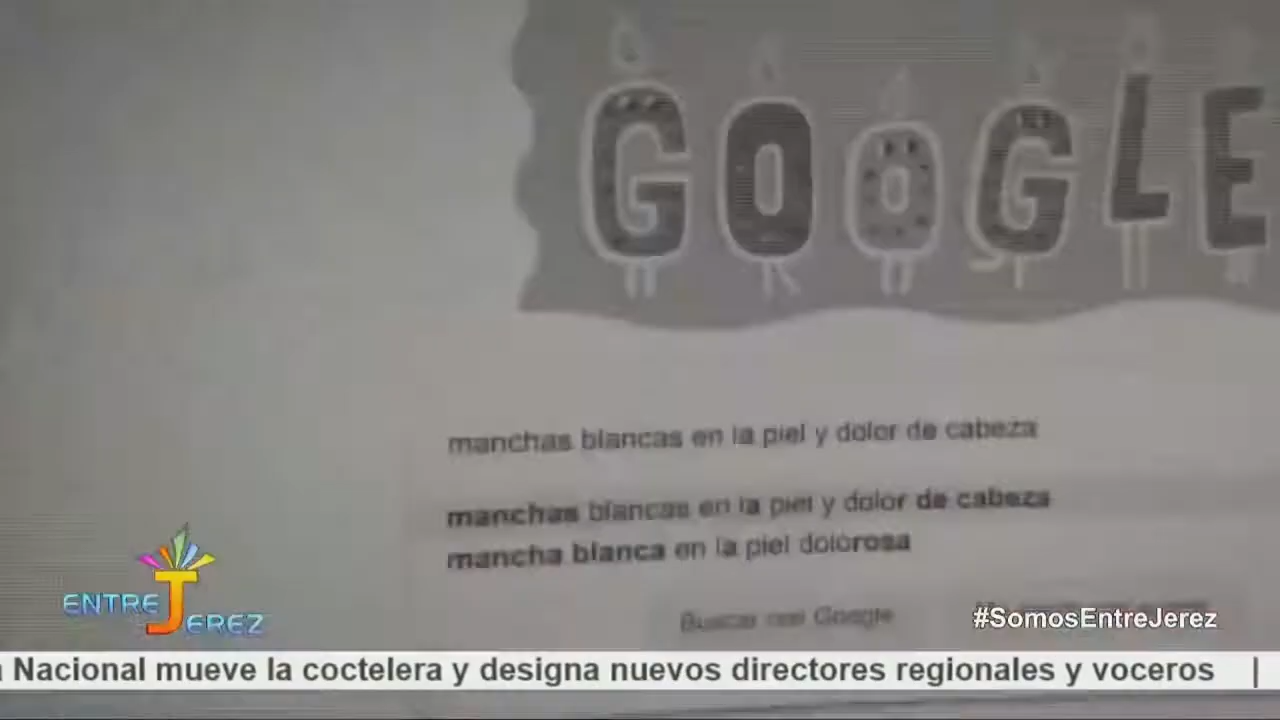 GOOGLE
manchas blancas en la piel y dolor de cabeza
manchas blancas en la piel y dolor de cabeza
mancha blanca en la piel dolorosa
Buscar con Google
ENTRE JEREZ
#SomosEntreJerez
Nacional mueve la coctelera y designa nuevos directores regionales y voceros |